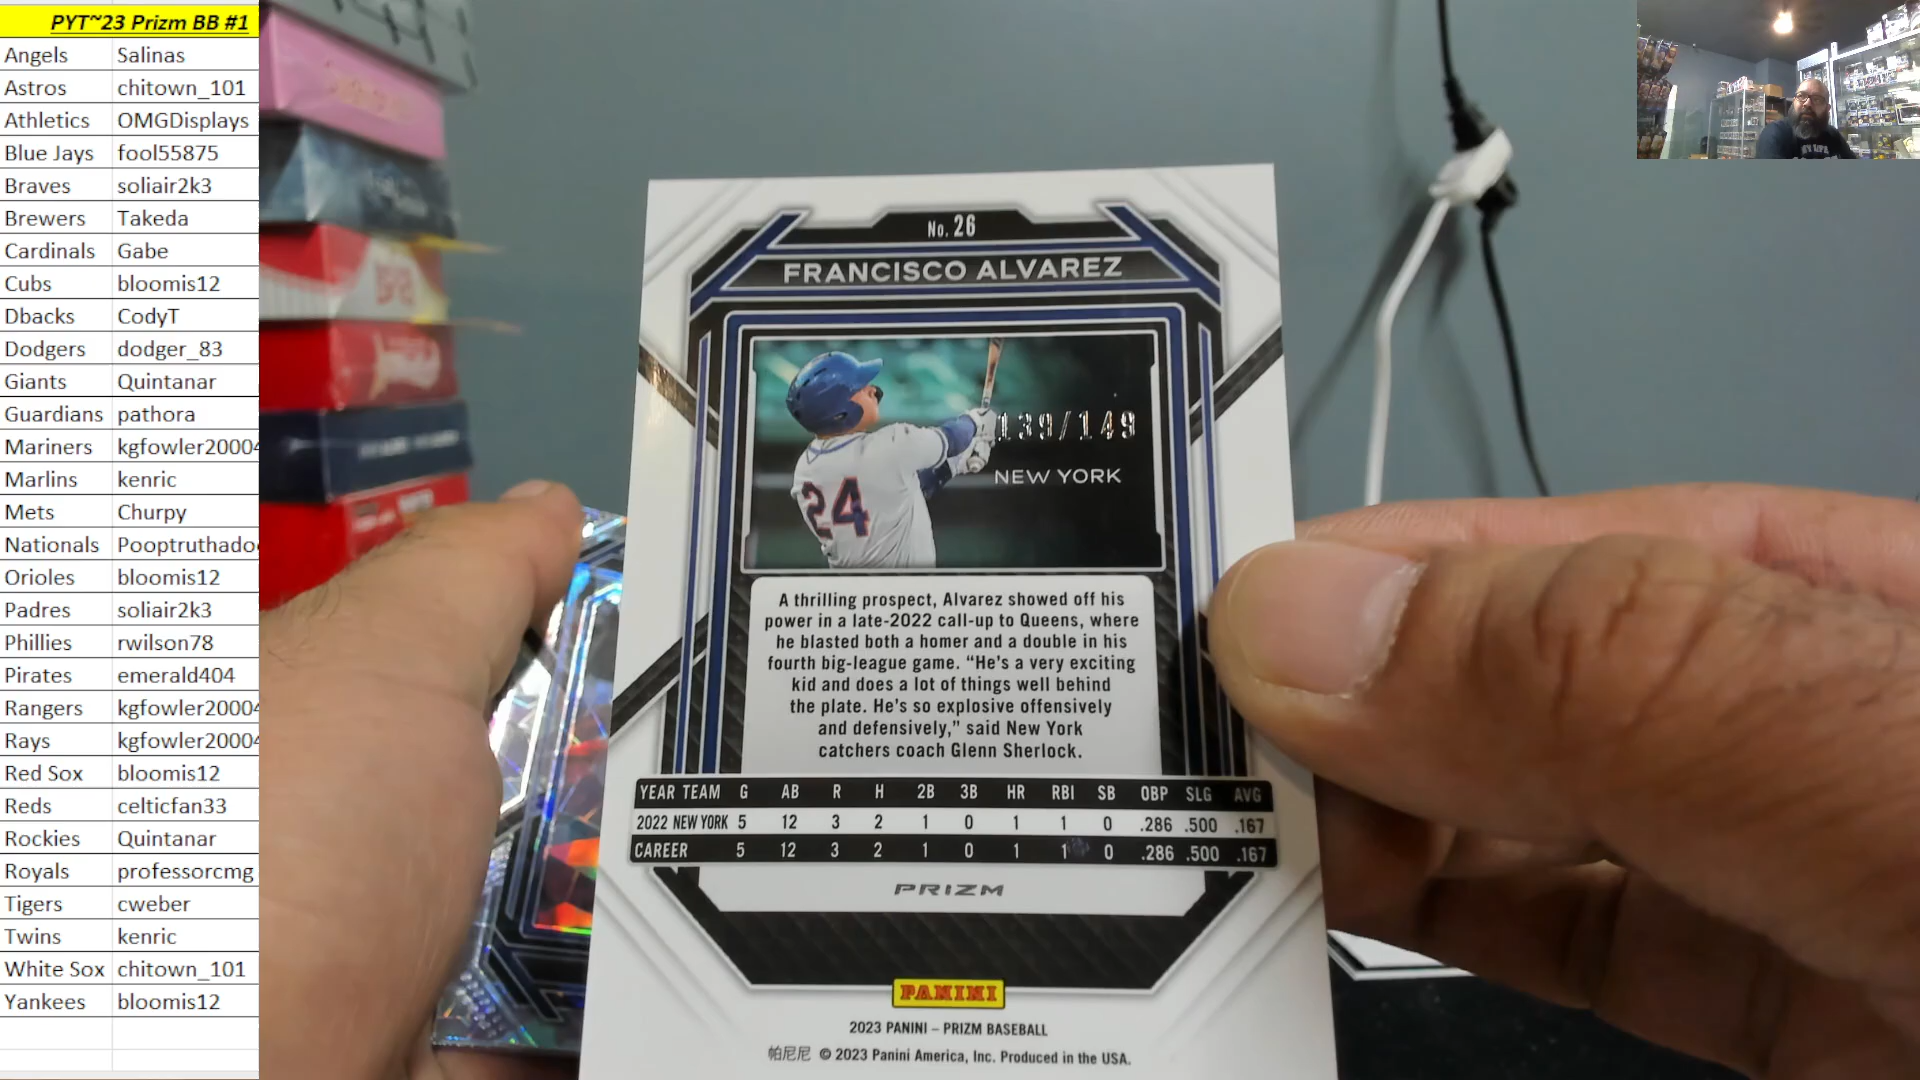 PYT~23 Prizm BB #1
Angels Salinas
Astros chitown_101
Athletics OMGDisplays
Blue Jays fool55875
Braves soliair2k3
Brewers Takeda
Cardinals Gabe
Cubs bloomis12
Dbacks CodyT
Dodgers dodger_83
Giants Quintanar
Guardians pathora
Mariners kgfowler20004
Marlins kenric
Mets Churpy
Nationals Pooptruthado
Orioles bloomis12
Padres soliair2k3
Phillies rwilson78
Pirates emerald404
Rangers kgfowler20004
Rays kgfowler20004
Red Sox bloomis12
Reds celticfan33
Rockies Quintanar
Royals professorcmg
Tigers cweber
Twins kenric
White Sox chitown_101
Yankees bloomis12
No. 26
FRANCISCO ALVAREZ
139/149
NEW YORK
24
A thrilling prospect, Alvarez showed off his
power in a late-2022 call-up to Queens, where
he blasted both a homer and a double in his
fourth big-league game. “He’s a very exciting
kid and does a lot of things well behind
the plate. He’s so explosive offensively
and defensively,” said New York
catchers coach Glenn Sherlock.
YEAR TEAM G AB R H 2B 3B HR RBI SB OBP SLG AVG
2022 NEW YORK 5 12 3 2 1 0 1 1 0 .286 .500 .167
CAREER 5 12 3 2 1 0 1 1 0 .286 .500 .167
PRIZM
PANINI
2023 PANINI – PRIZM BASEBALL
帕尼尼 © 2023 Panini America, Inc. Produced in the USA.